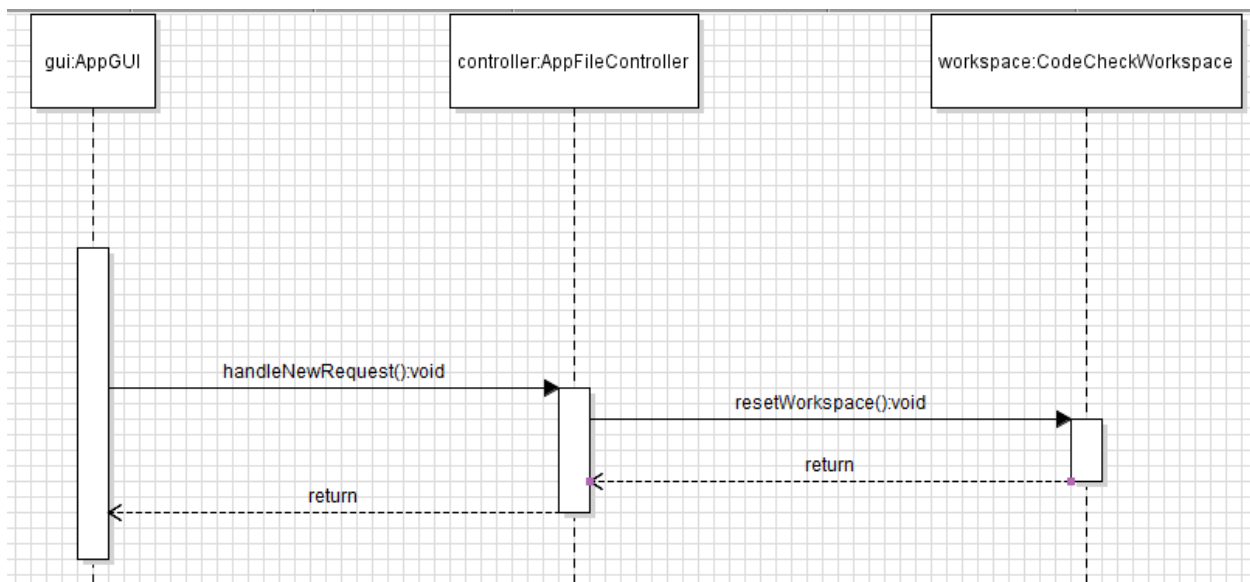 gui:AppGUI
controller:AppFileController
workspace:CodeCheckWorkspace
handleNewRequest():void
resetWorkspace():void
return
return